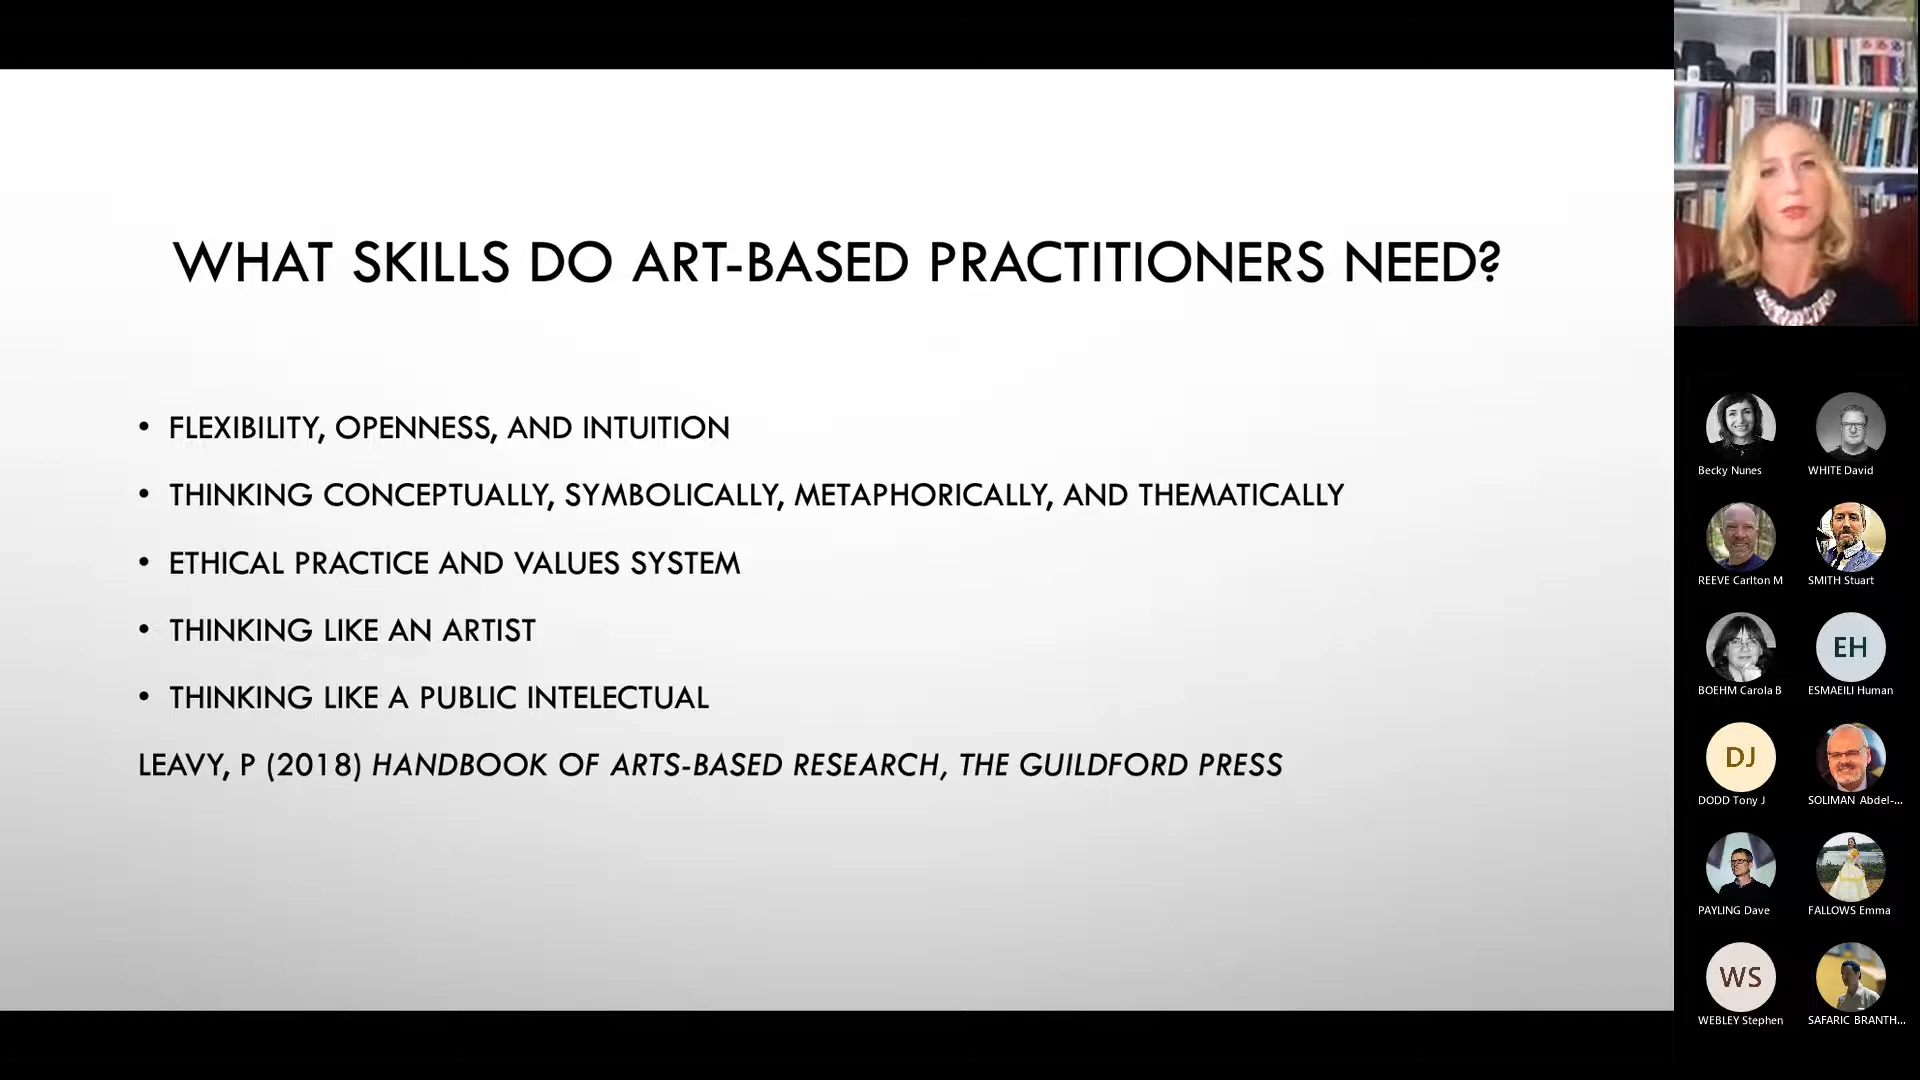 WHAT SKILLS DO ART-BASED PRACTITIONERS NEED?
• FLEXIBILITY, OPENNESS, AND INTUITION
• THINKING CONCEPTUALLY, SYMBOLICALLY, METAPHORICALLY, AND THEMATICALLY
• ETHICAL PRACTICE AND VALUES SYSTEM
• THINKING LIKE AN ARTIST
• THINKING LIKE A PUBLIC INTELECTUAL
LEAVY, P (2018) HANDBOOK OF ARTS-BASED RESEARCH, THE GUILDFORD PRESS
Becky Nunes
WHITE David
REEVE Carlton M
SMITH Stuart
BOEHM Carola B
EH
ESMAEILI Human
DJ
DODD Tony J
SOLIMAN Abdel-...
PAYLING Dave
FALLOWS Emma
WS
WEBLEY Stephen
SAFARIC BRANTH...